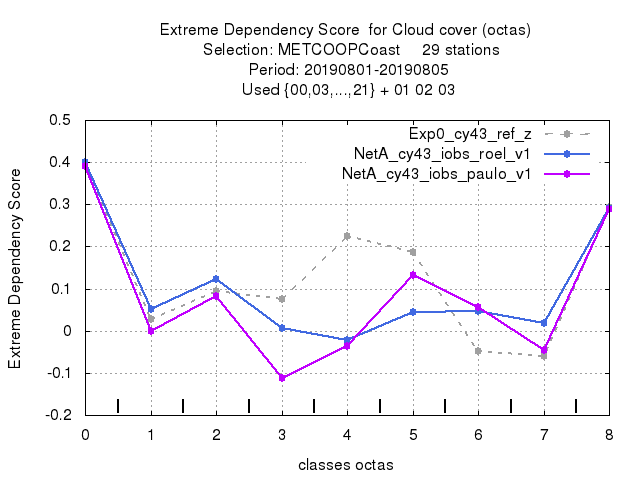 Extreme Dependency Score  for Cloud cover (octas)
Selection: METCOOPCoast     29 stations
Period: 20190801-20190805
Used {00,03,...,21} + 01 02 03
Exp0_cy43_ref_z
NetA_cy43_iobs_roel_v1
NetA_cy43_iobs_paulo_v1
Extreme Dependency Score
0.5
0.4
0.3
0.2
0.1
0
-0.1
-0.2
0 1 2 3 4 5 6 7 8
classes octas